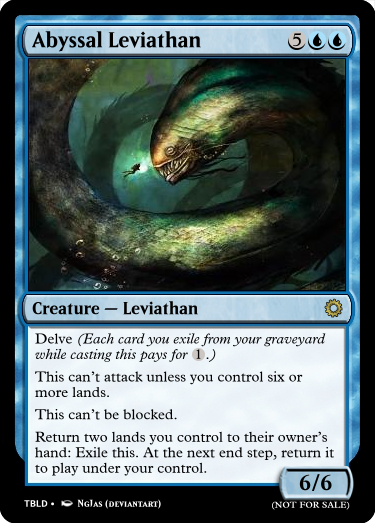 Abyssal Leviathan 5
Creature — Leviathan
Delve (Each card you exile from your graveyard
while casting this pays for 1.)
This can't attack unless you control six or
more lands.
This can't be blocked.
Return two lands you control to their owner's
hand: Exile this. At the next end step, return it
to play under your control.
6/6
TBLD • NgIas (deviantart)
(NOT FOR SALE)